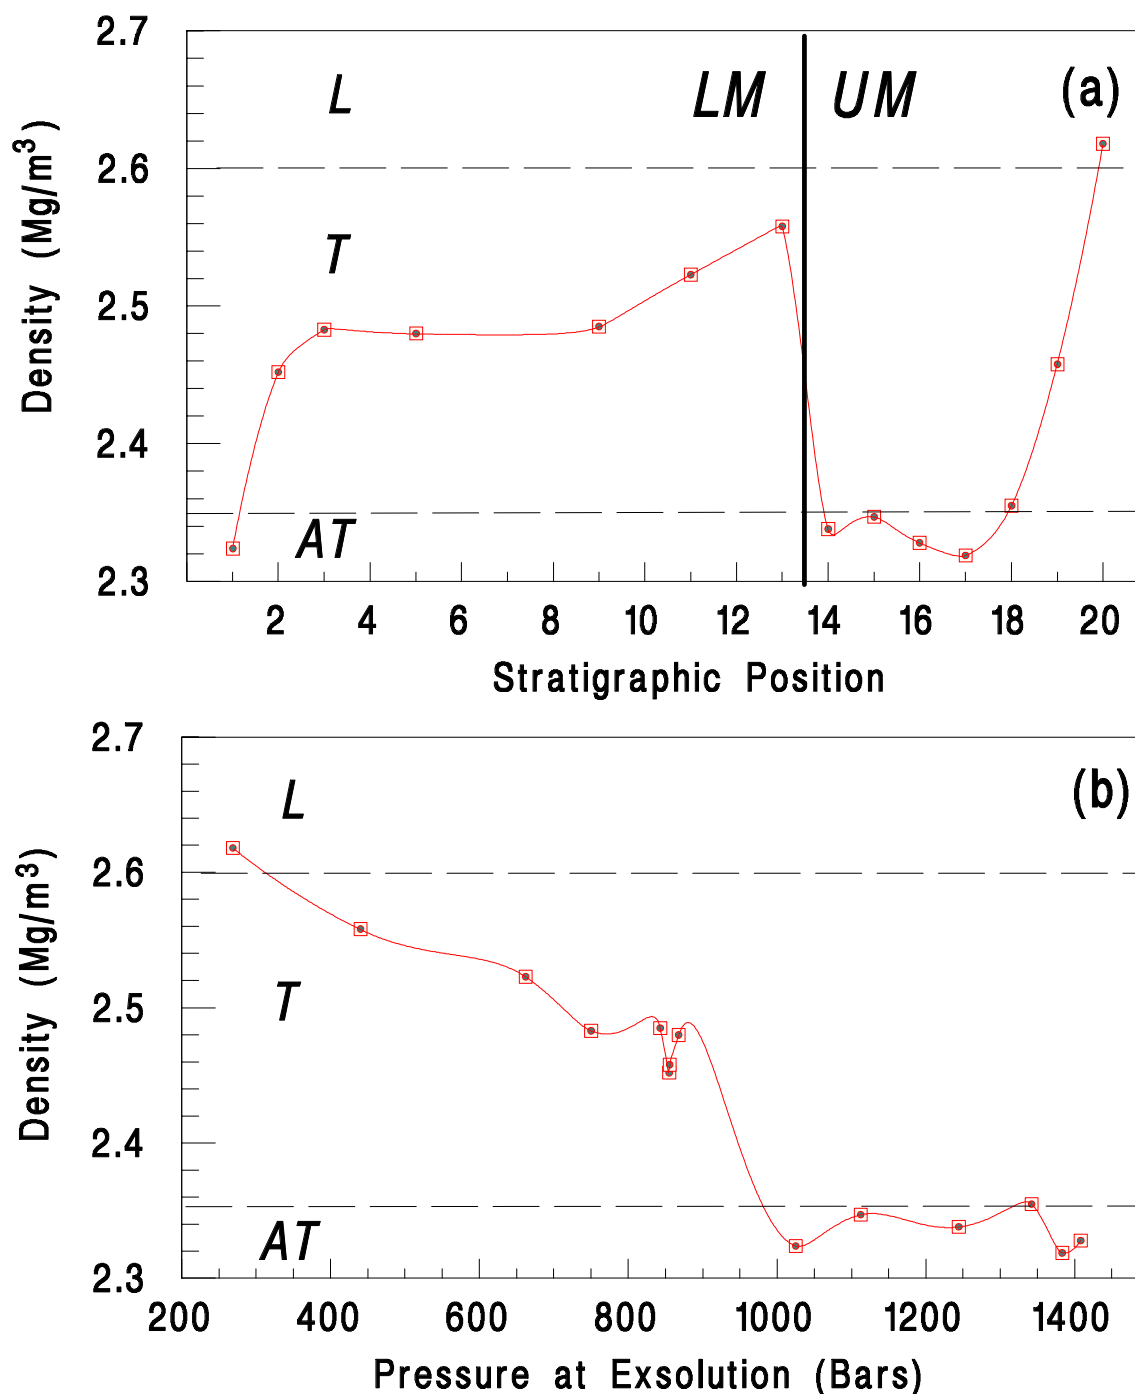 2.7
L
LM
UM
(a)
2.6
T
2.5
2.4
AT
2.3
Density (Mg/m³)
2 4 6 8 10 12 14 16 18 20
Stratigraphic Position
2.7
L
(b)
2.6
T
2.5
2.4
AT
2.3
Density (Mg/m³)
200 400 600 800 1000 1200 1400
Pressure at Exsolution (Bars)